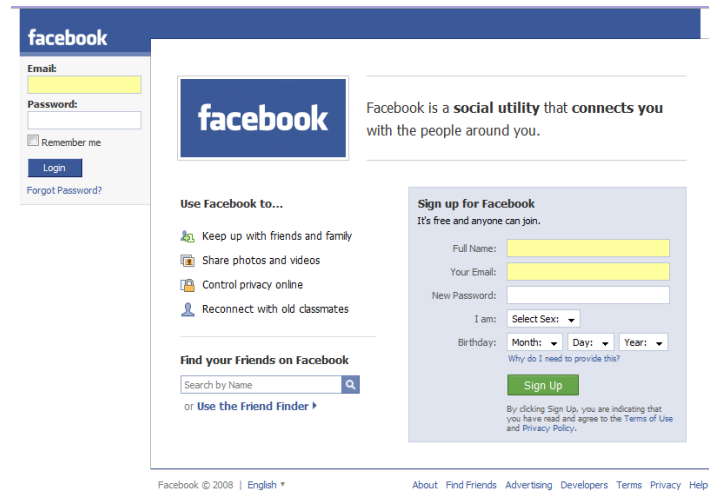 facebook
Email:
Password:
Remember me
Login
Forgot Password?
facebook
Facebook is a social utility that connects you
with the people around you.
Use Facebook to...
Keep up with friends and family
Share photos and videos
Control privacy online
Reconnect with old classmates
Find your Friends on Facebook
Search by Name
or Use the Friend Finder
Sign up for Facebook
It's free and anyone can join.
Full Name:
Your Email:
New Password:
I am: Select Sex:
Birthday: Month: Day: Year:
Why do I need to provide this?
Sign Up
By clicking Sign Up, you are indicating that
you have read and agree to the Terms of Use
and Privacy Policy.
Facebook © 2008 | English
About Find Friends Advertising Developers Terms Privacy Help